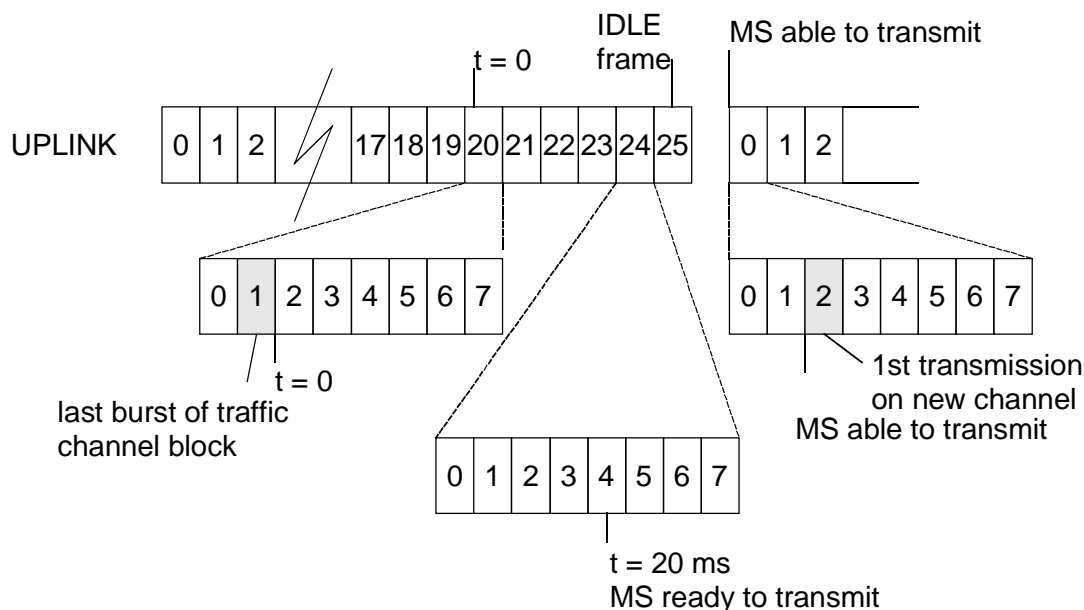 IDLE
frame
MS able to transmit
t = 0
UPLINK
0 1 2 17 18 19 20 21 22 23 24 25
0 1 2
0 1 2 3 4 5 6 7
0 1 2 3 4 5 6 7
t = 0
last burst of traffic
channel block
1st transmission
on new channel
MS able to transmit
0 1 2 3 4 5 6 7
t = 20 ms
MS ready to transmit